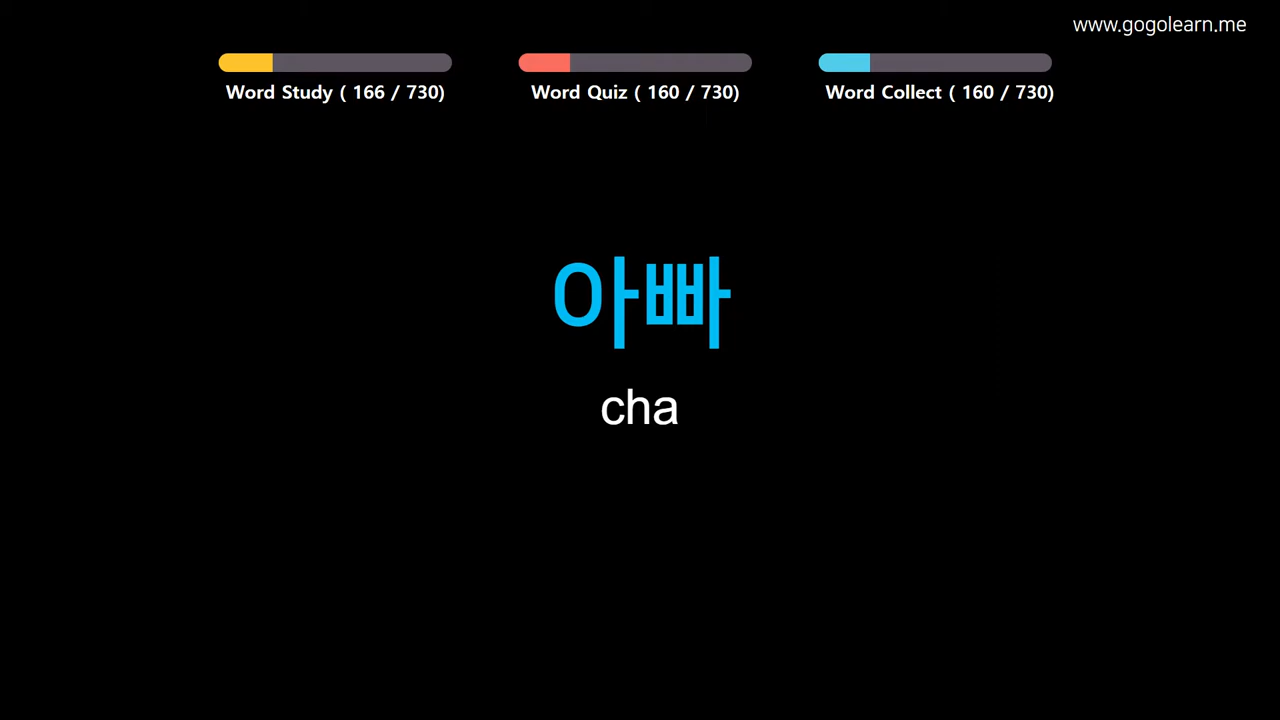 www.gogolearn.me
Word Study ( 166 / 730)
Word Quiz ( 160 / 730)
Word Collect ( 160 / 730)
아빠
cha